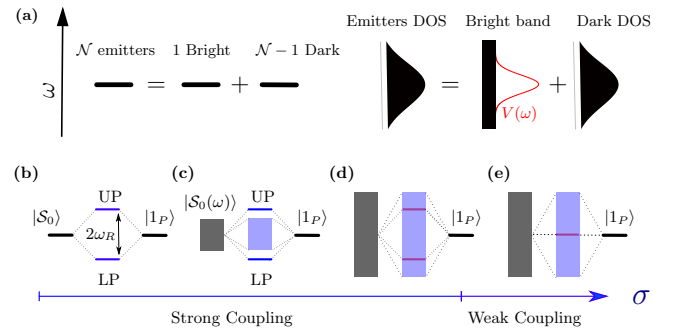 (a)
ω
𝒩 emitters = 1 Bright + 𝒩 − 1 Dark
Emitters DOS = Bright band + Dark DOS
V(ω)
(b)
UP
|𝒮₀⟩
|1_P⟩
2ω_R
LP
(c)
UP
|𝒮₀(ω)⟩
|1_P⟩
LP
(d)
|1_P⟩
(e)
|1_P⟩
Strong Coupling
Weak Coupling
σ